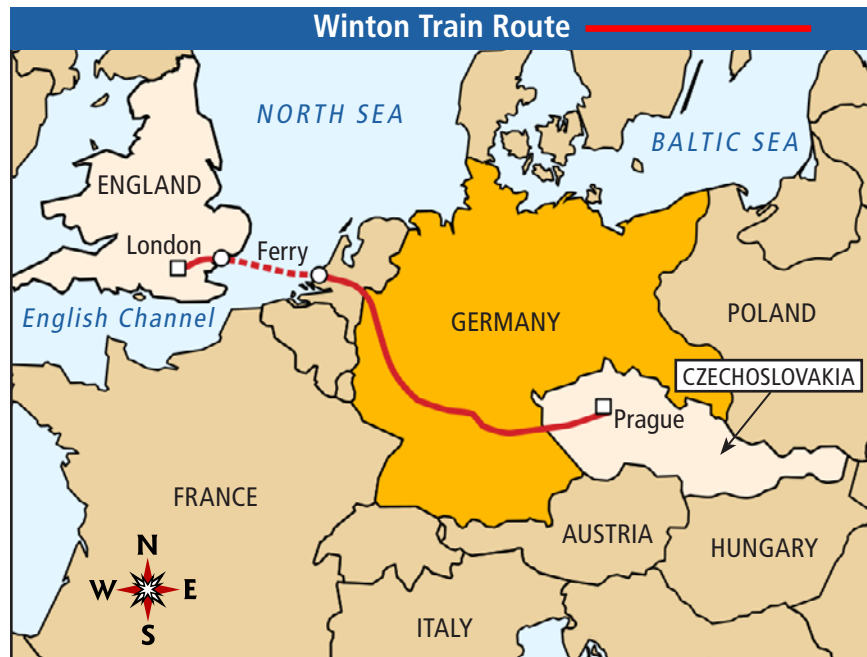 Winton Train Route
NORTH SEA
BALTIC SEA
ENGLAND
London
Ferry
English Channel
GERMANY
POLAND
CZECHOSLOVAKIA
Prague
FRANCE
AUSTRIA
HUNGARY
ITALY
N
W E
S